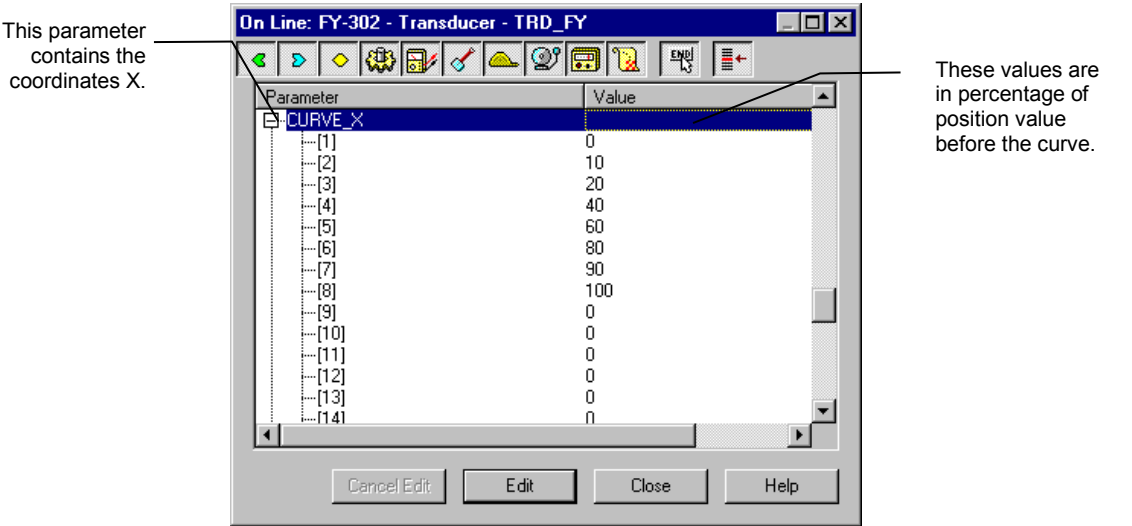 This parameter
contains the
coordinates X.
On Line: FY-302 - Transducer - TRD_FY
END
Parameter Value
CURVE_X
[1] 0
[2] 10
[3] 20
[4] 40
[5] 60
[6] 80
[7] 90
[8] 100
[9] 0
[10] 0
[11] 0
[12] 0
[13] 0
[14] 0
Cancel Edit Edit Close Help
These values are
in percentage of
position value
before the curve.